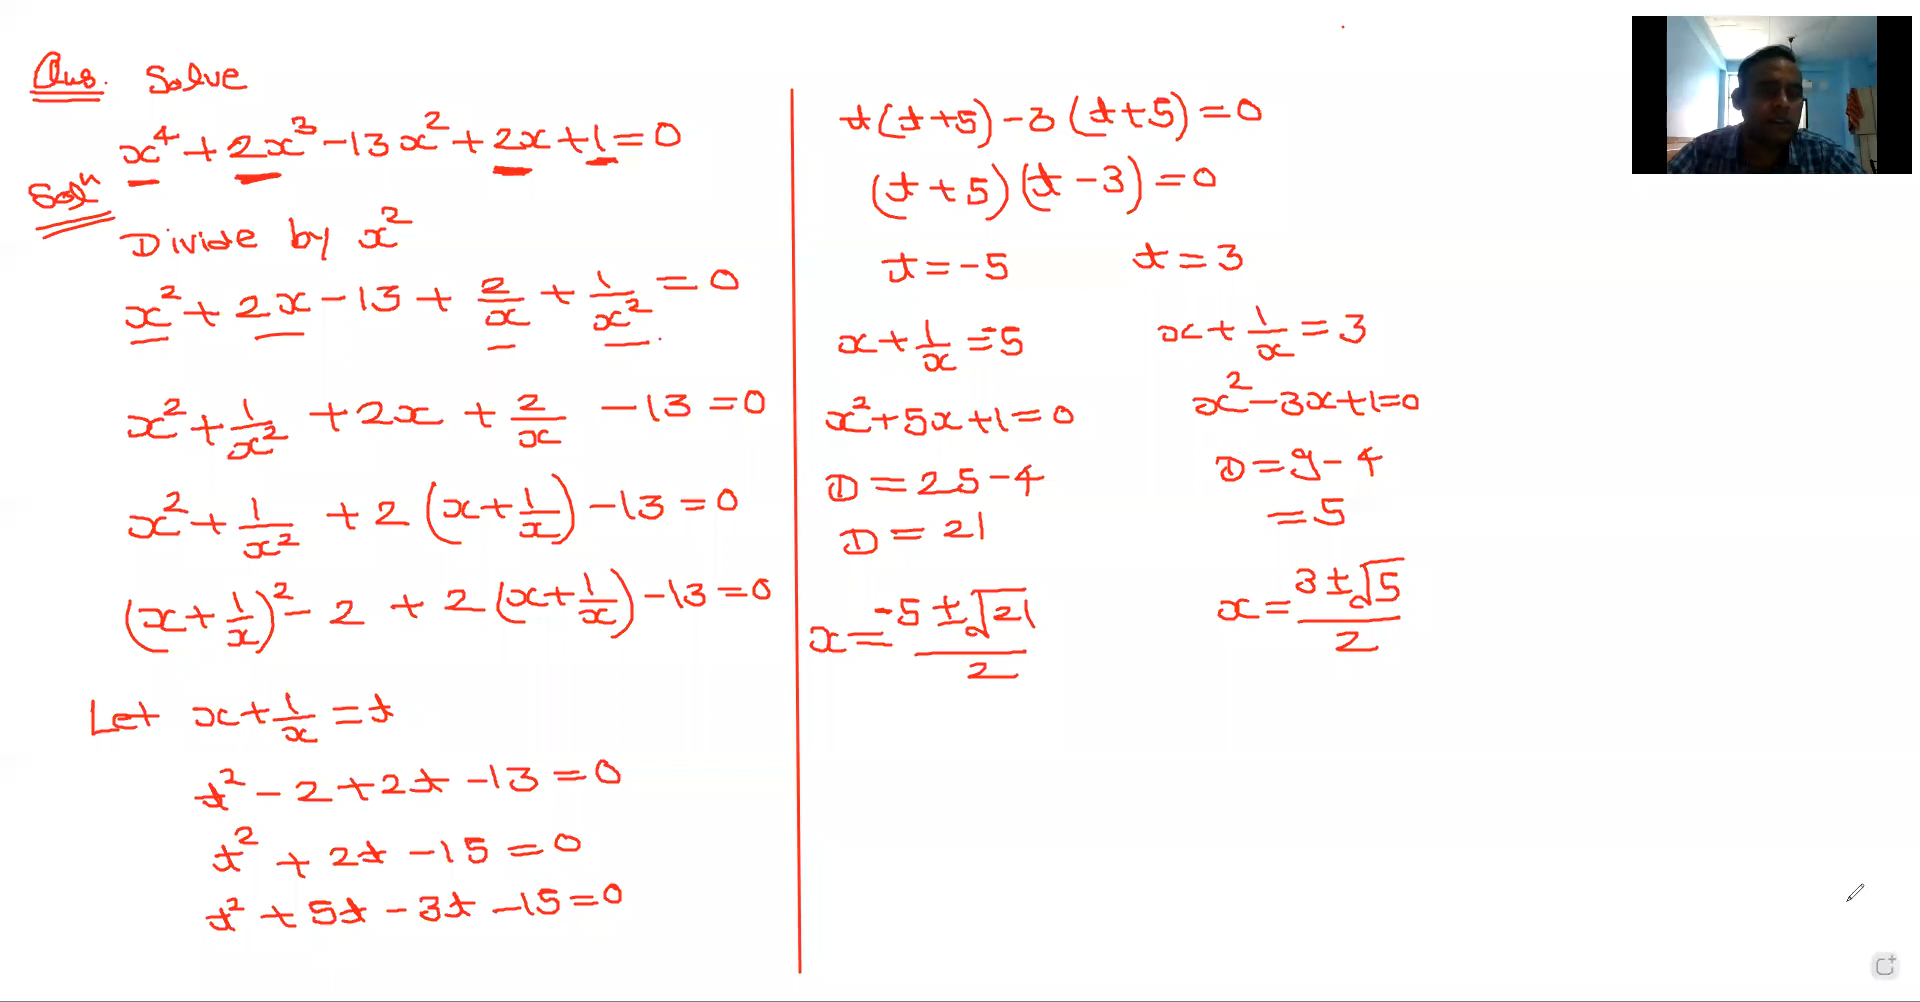 Ques. Solve
x⁴ + 2x³ - 13x² + 2x + 1 = 0
Solⁿ
Divide by x²
x² + 2x - 13 + 2/x + 1/x² = 0
x² + 1/x² + 2x + 2/x - 13 = 0
x² + 1/x² + 2(x + 1/x) - 13 = 0
(x + 1/x)² - 2 + 2(x + 1/x) - 13 = 0
Let x + 1/x = t
t² - 2 + 2t - 13 = 0
t² + 2t - 15 = 0
t² + 5t - 3t - 15 = 0
t(t + 5) - 3(t + 5) = 0
(t + 5)(t - 3) = 0
t = -5
x + 1/x = -5
x² + 5x + 1 = 0
D = 25 - 4
D = 21
x = (-5 ± √21)/2
t = 3
x + 1/x = 3
x² - 3x + 1 = 0
D = 9 - 4
= 5
x = (3 ± √5)/2